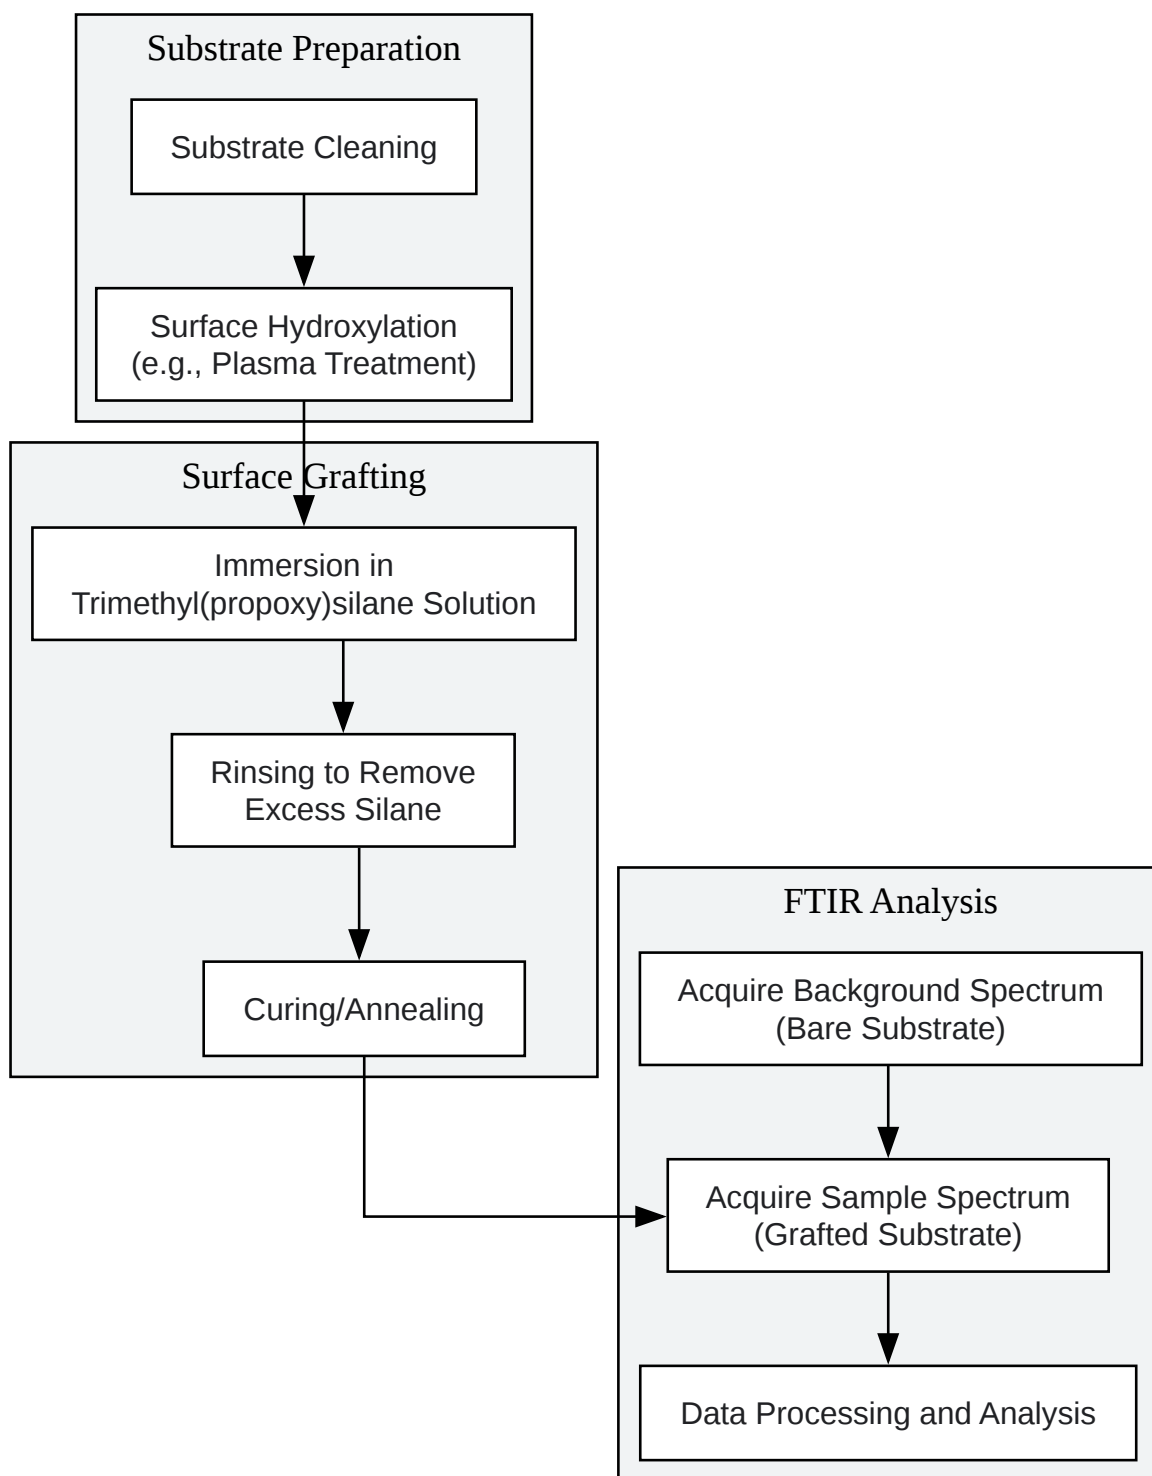 Substrate Preparation
Substrate Cleaning
Surface Hydroxylation
(e.g., Plasma Treatment)
Surface Grafting
Immersion in
Trimethyl(propoxy)silane Solution
Rinsing to Remove
Excess Silane
Curing/Annealing
FTIR Analysis
Acquire Background Spectrum
(Bare Substrate)
Acquire Sample Spectrum
(Grafted Substrate)
Data Processing and Analysis